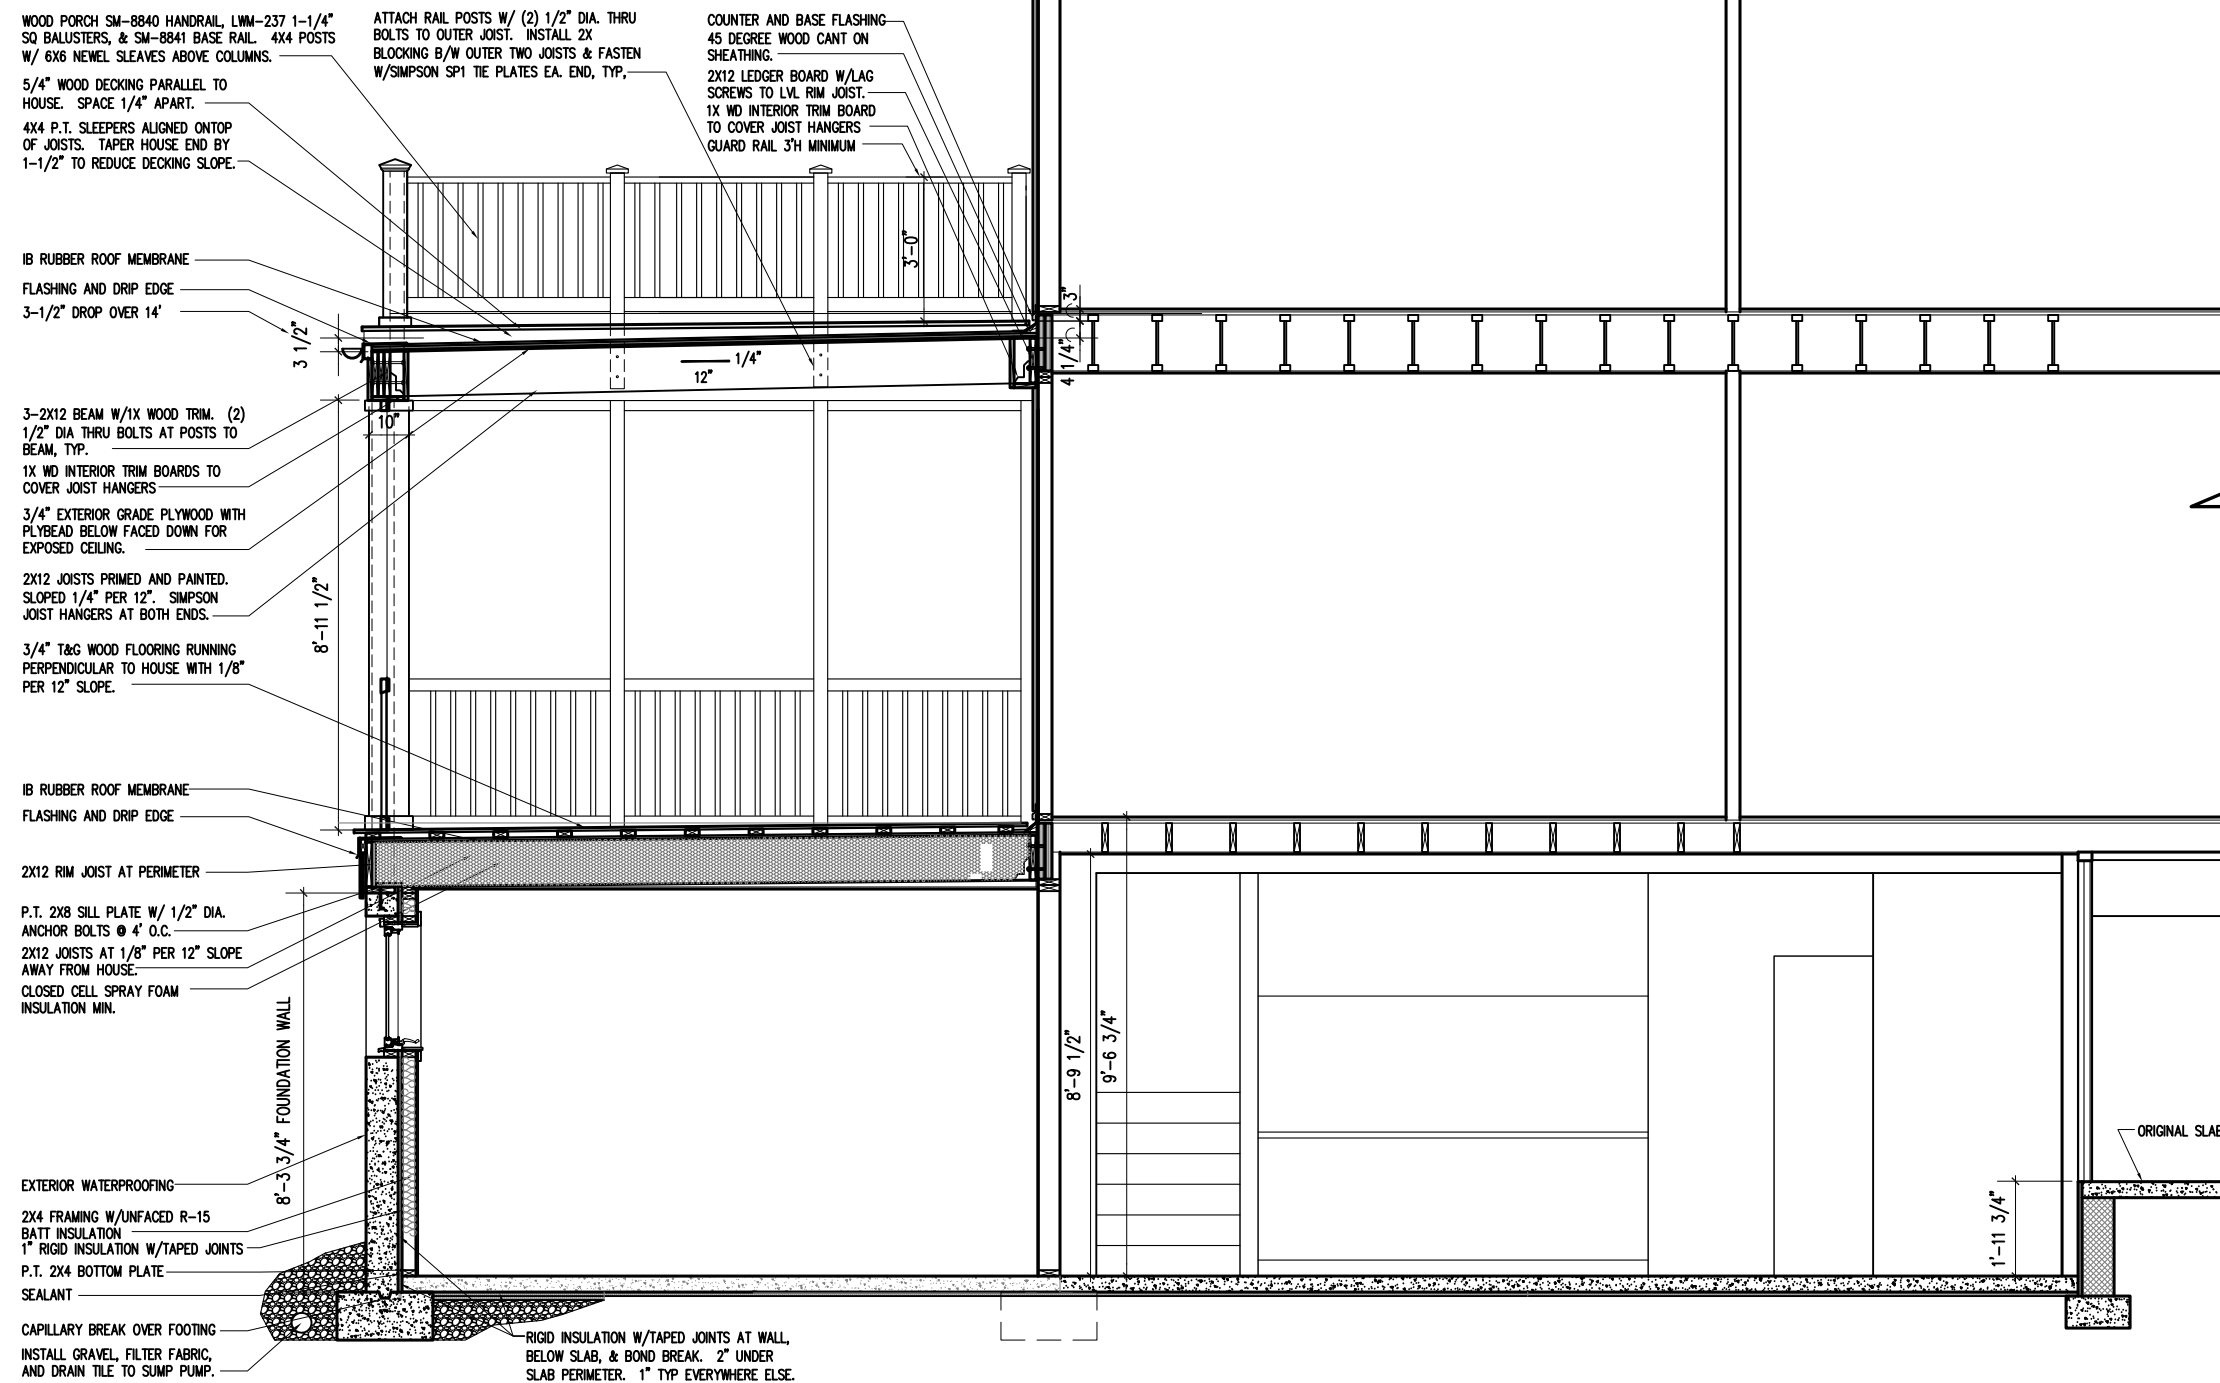 WOOD PORCH SM-8840 HANDRAIL, LWM-237 1-1/4"
SQ BALUSTERS, & SM-8841 BASE RAIL.  4X4 POSTS
W/ 6X6 NEWEL SLEAVES ABOVE COLUMNS.
5/4" WOOD DECKING PARALLEL TO
HOUSE.  SPACE 1/4" APART.
4X4 P.T. SLEEPERS ALIGNED ONTOP
OF JOISTS.  TAPER HOUSE END BY
1-1/2" TO REDUCE DECKING SLOPE.
IB RUBBER ROOF MEMBRANE
FLASHING AND DRIP EDGE
3-1/2" DROP OVER 14'
3-2X12 BEAM W/1X WOOD TRIM.  (2)
1/2" DIA THRU BOLTS AT POSTS TO
BEAM, TYP.
1X WD INTERIOR TRIM BOARDS TO
COVER JOIST HANGERS
3/4" EXTERIOR GRADE PLYWOOD WITH
PLYBEAD BELOW FACED DOWN FOR
EXPOSED CEILING.
2X12 JOISTS PRIMED AND PAINTED.
SLOPED 1/4" PER 12".  SIMPSON
JOIST HANGERS AT BOTH ENDS.
3/4" T&G WOOD FLOORING RUNNING
PERPENDICULAR TO HOUSE WITH 1/8"
PER 12" SLOPE.
IB RUBBER ROOF MEMBRANE
FLASHING AND DRIP EDGE
2X12 RIM JOIST AT PERIMETER
P.T. 2X8 SILL PLATE W/ 1/2" DIA.
ANCHOR BOLTS @ 4' O.C.
2X12 JOISTS AT 1/8" PER 12" SLOPE
AWAY FROM HOUSE.
CLOSED CELL SPRAY FOAM
INSULATION MIN.
EXTERIOR WATERPROOFING
2X4 FRAMING W/UNFACED R-15
BATT INSULATION
1" RIGID INSULATION W/TAPED JOINTS
P.T. 2X4 BOTTOM PLATE
SEALANT
CAPILLARY BREAK OVER FOOTING
INSTALL GRAVEL, FILTER FABRIC,
AND DRAIN TILE TO SUMP PUMP.
ATTACH RAIL POSTS W/ (2) 1/2" DIA. THRU
BOLTS TO OUTER JOIST.  INSTALL 2X
BLOCKING B/W OUTER TWO JOISTS & FASTEN
W/SIMPSON SP1 TIE PLATES EA. END, TYP,
COUNTER AND BASE FLASHING
45 DEGREE WOOD CANT ON
SHEATHING.
2X12 LEDGER BOARD W/LAG
SCREWS TO LVL RIM JOIST.
1X WD INTERIOR TRIM BOARD
TO COVER JOIST HANGERS
GUARD RAIL 3'H MINIMUM
3'-0"
3 1/2"
1/4"
12"
3"
4 1/4"
10"
8'-11 1/2"
8'-3 3/4" FOUNDATION WALL
8'-9 1/2"
9'-6 3/4"
1'-11 3/4"
ORIGINAL SLAB
RIGID INSULATION W/TAPED JOINTS AT WALL,
BELOW SLAB, & BOND BREAK.  2" UNDER
SLAB PERIMETER.  1" TYP EVERYWHERE ELSE.